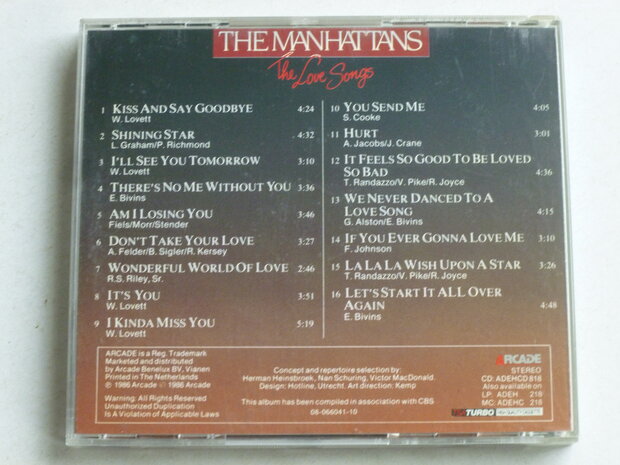 THE MANHATTANS
The Love Songs
1 KISS AND SAY GOODBYE 4:24
W. Lovett
2 SHINING STAR 4:32
L. Graham/P. Richmond
3 I'LL SEE YOU TOMORROW 3:10
W. Lovett
4 THERE'S NO ME WITHOUT YOU 3:36
E. Bivins
5 AM I LOSING YOU 3:46
Fiels/Morr/Stender
6 DON'T TAKE YOUR LOVE 3:27
A. Felder/B. Sigler/R. Kersey
7 WONDERFUL WORLD OF LOVE 2:46
R.S. Riley, Sr.
8 IT'S YOU 3:51
W. Lovett
9 I KINDA MISS YOU 5:19
W. Lovett
10 YOU SEND ME 4:05
S. Cooke
11 HURT 3:01
A. Jacobs/J. Crane
12 IT FEELS SO GOOD TO BE LOVED
SO BAD 4:36
T. Randazzo/V. Pike/R. Joyce
13 WE NEVER DANCED TO A
LOVE SONG 4:15
G. Alston/E. Bivins
14 IF YOU EVER GONNA LOVE ME 3:10
F. Johnson
15 LA LA LA WISH UPON A STAR 3:26
T. Randazzo/V. Pike/R. Joyce
16 LET'S START IT ALL OVER
AGAIN 4:48
E. Bivins
ARCADE is a Reg. Trademark
Marketed and distributed
by Arcade Benelux BV, Vianen
Printed in The Netherlands
© 1986 Arcade ℗ 1986 Arcade
Warning: All Rights Reserved
Unauthorized Duplication
Is A Violation of Applicable Laws
Concept and repertoire selection by:
Herman Heinsbroek, Nan Schuring, Victor MacDonald.
Design: Hotline, Utrecht. Art direction: Kemp
This album has been compiled in association with CBS
08-066041-10
ARCADE
STEREO
CD: ADEHCD 818
Also available on
LP: ADEH 218
MC: ADEHC 218
TURBO